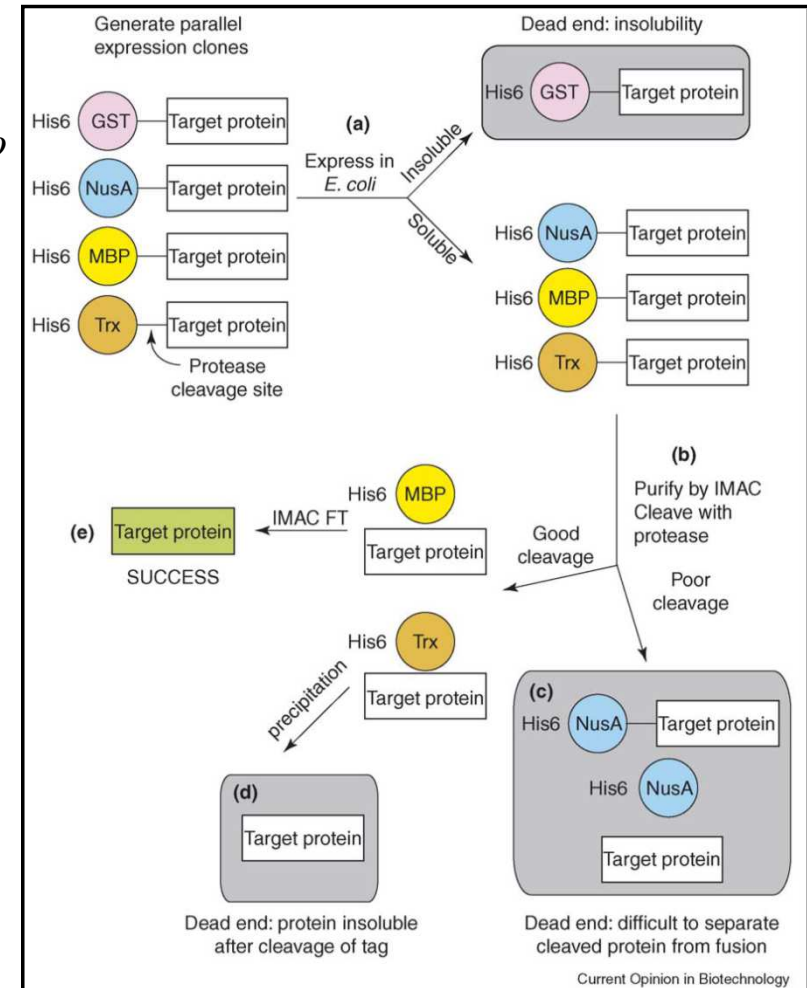 Generate parallel
expression clones
His6 GST Target protein
His6 NusA Target protein
His6 MBP Target protein
His6 Trx Target protein
Protease
cleavage site
(a)
Express in
E. coli
Insoluble
Soluble
Dead end: insolubility
His6 GST Target protein
His6 NusA Target protein
His6 MBP Target protein
His6 Trx Target protein
(b)
Purify by IMAC
Cleave with
protease
Good
cleavage
Poor
cleavage
His6 MBP
Target protein
IMAC FT
(e) Target protein
SUCCESS
His6 Trx
Target protein
precipitation
(d)
Target protein
Dead end: protein insoluble
after cleavage of tag
(c)
His6 NusA Target protein
His6 NusA
Target protein
Dead end: difficult to separate
cleaved protein from fusion
Current Opinion in Biotechnology